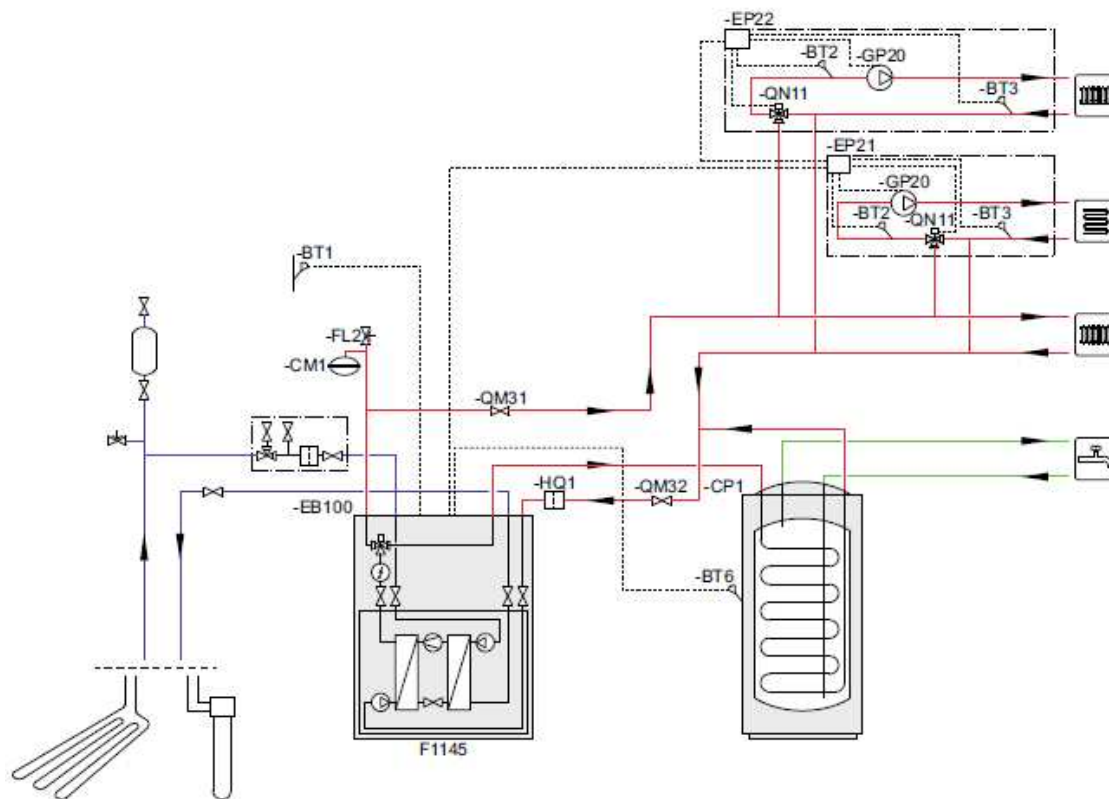 -EP22
-BT2
-GP20
-QN11
-BT3
-EP21
-GP20
-BT2
-QN11
-BT3
-BT1
-FL2
-CM1
-QM31
-HQ1
-QM32
-CP1
-EB100
-BT6
F1145